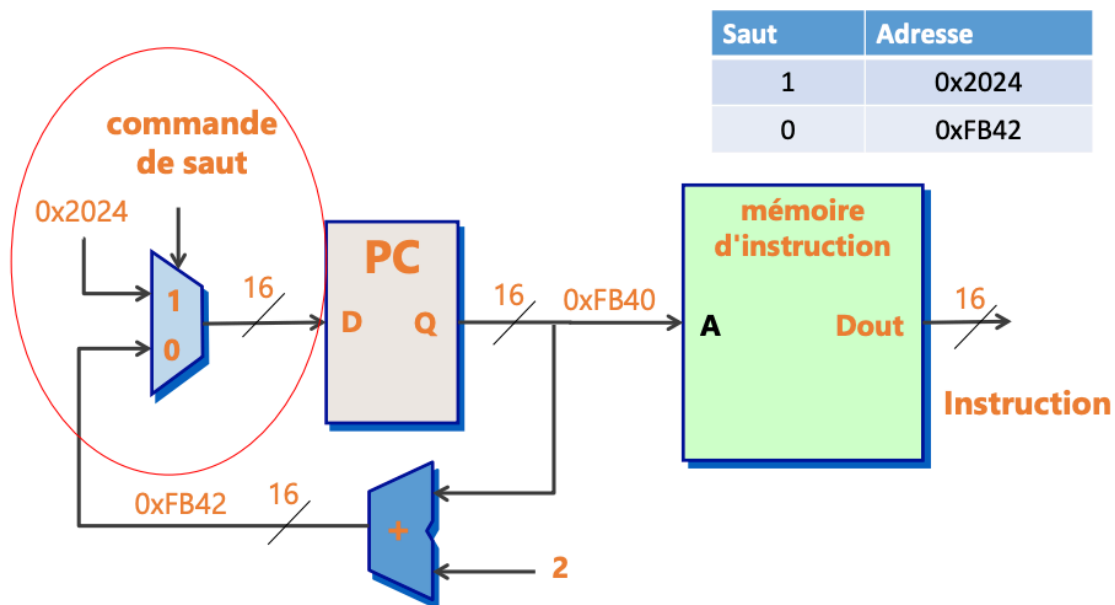 Saut Adresse
1 0x2024
0 0xFB42
commande
de saut
0x2024
1
0
16
PC
D Q
16
0xFB40
mémoire
d'instruction
A Dout
16
Instruction
0xFB42
16
+
2